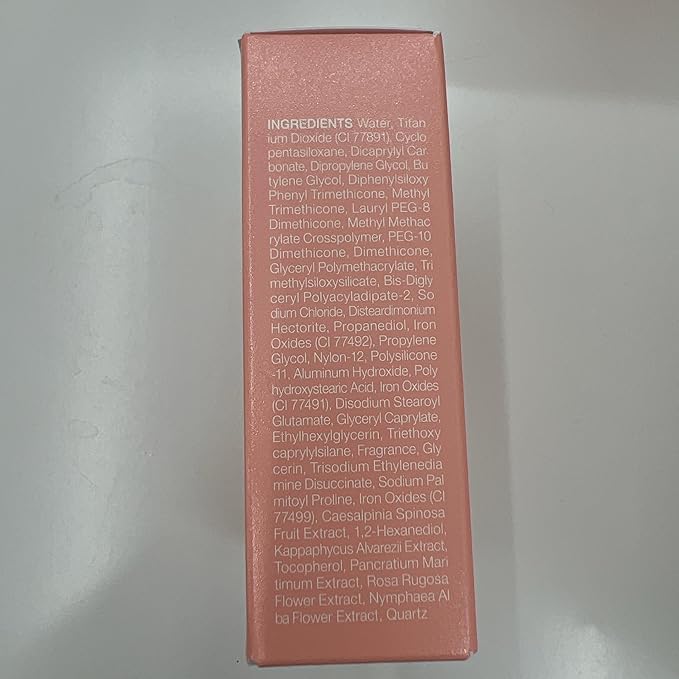 INGREDIENTS Water, Titan
ium Dioxide (CI 77891), Cyclo
pentasiloxane, Dicaprylyl Car
bonate, Dipropylene Glycol, Bu
tylene Glycol, Diphenylsiloxy
Phenyl Trimethicone, Methyl
Trimethicone, Lauryl PEG-8
Dimethicone, Methyl Methac
rylate Crosspolymer, PEG-10
Dimethicone, Dimethicone,
Glyceryl Polymethacrylate, Tri
methylsiloxysilicate, Bis-Digly
ceryl Polyacyladipate-2, So
dium Chloride, Disteardimonium
Hectorite, Propanediol, Iron
Oxides (CI 77492), Propylene
Glycol, Nylon-12, Polysilicone
-11, Aluminum Hydroxide, Poly
hydroxystearic Acid, Iron Oxides
(CI 77491), Disodium Stearoyl
Glutamate, Glyceryl Caprylate,
Ethylhexylglycerin, Triethoxy
caprylylsilane, Fragrance, Gly
cerin, Trisodium Ethylenedia
mine Disuccinate, Sodium Pal
mitoyl Proline, Iron Oxides (CI
77499), Caesalpinia Spinosa
Fruit Extract, 1,2-Hexanediol,
Kappaphycus Alvarezii Extract,
Tocopherol, Pancratium Mari
timum Extract, Rosa Rugosa
Flower Extract, Nymphaea Al
ba Flower Extract, Quartz